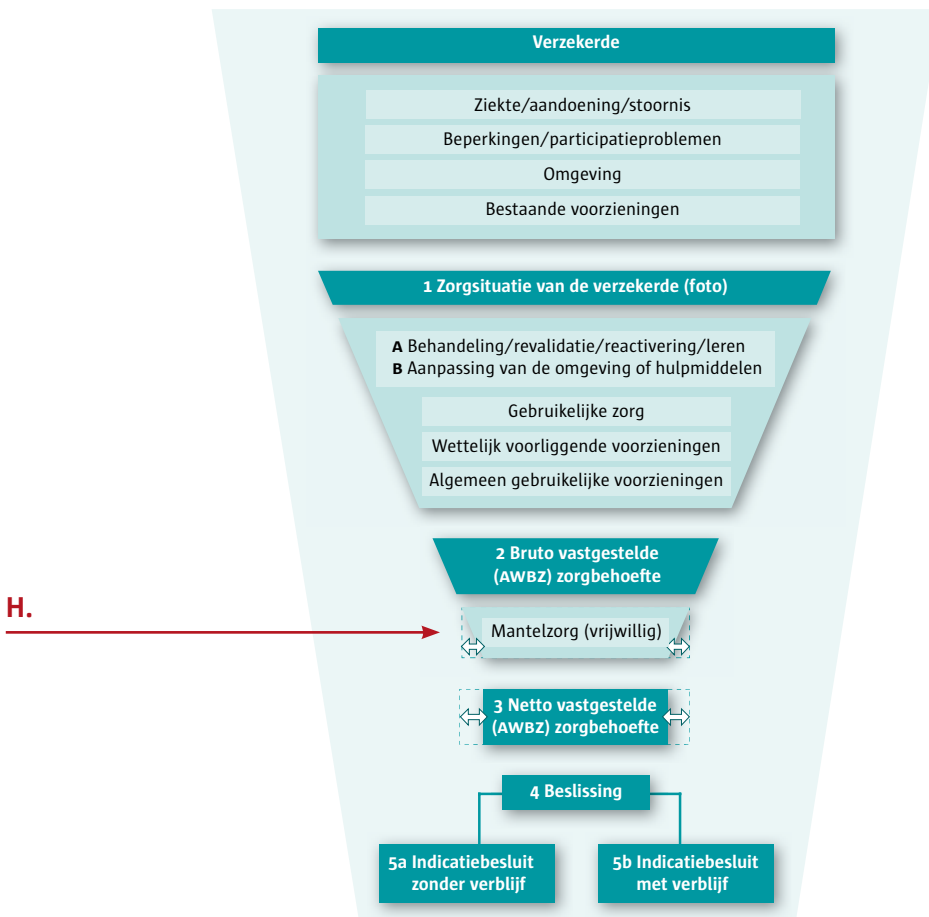 Verzekerde
Ziekte/aandoening/stoornis
Beperkingen/participatieproblemen
Omgeving
Bestaande voorzieningen
1 Zorgsituatie van de verzekerde (foto)
A Behandeling/revalidatie/reactivering/leren
B Aanpassing van de omgeving of hulpmiddelen
Gebruikelijke zorg
Wettelijk voorliggende voorzieningen
Algemeen gebruikelijke voorzieningen
2 Bruto vastgestelde
(AWBZ) zorgbehoefte
H.
Mantelzorg (vrijwillig)
3 Netto vastgestelde
(AWBZ) zorgbehoefte
4 Beslissing
5a Indicatiebesluit
zonder verblijf
5b Indicatiebesluit
met verblijf